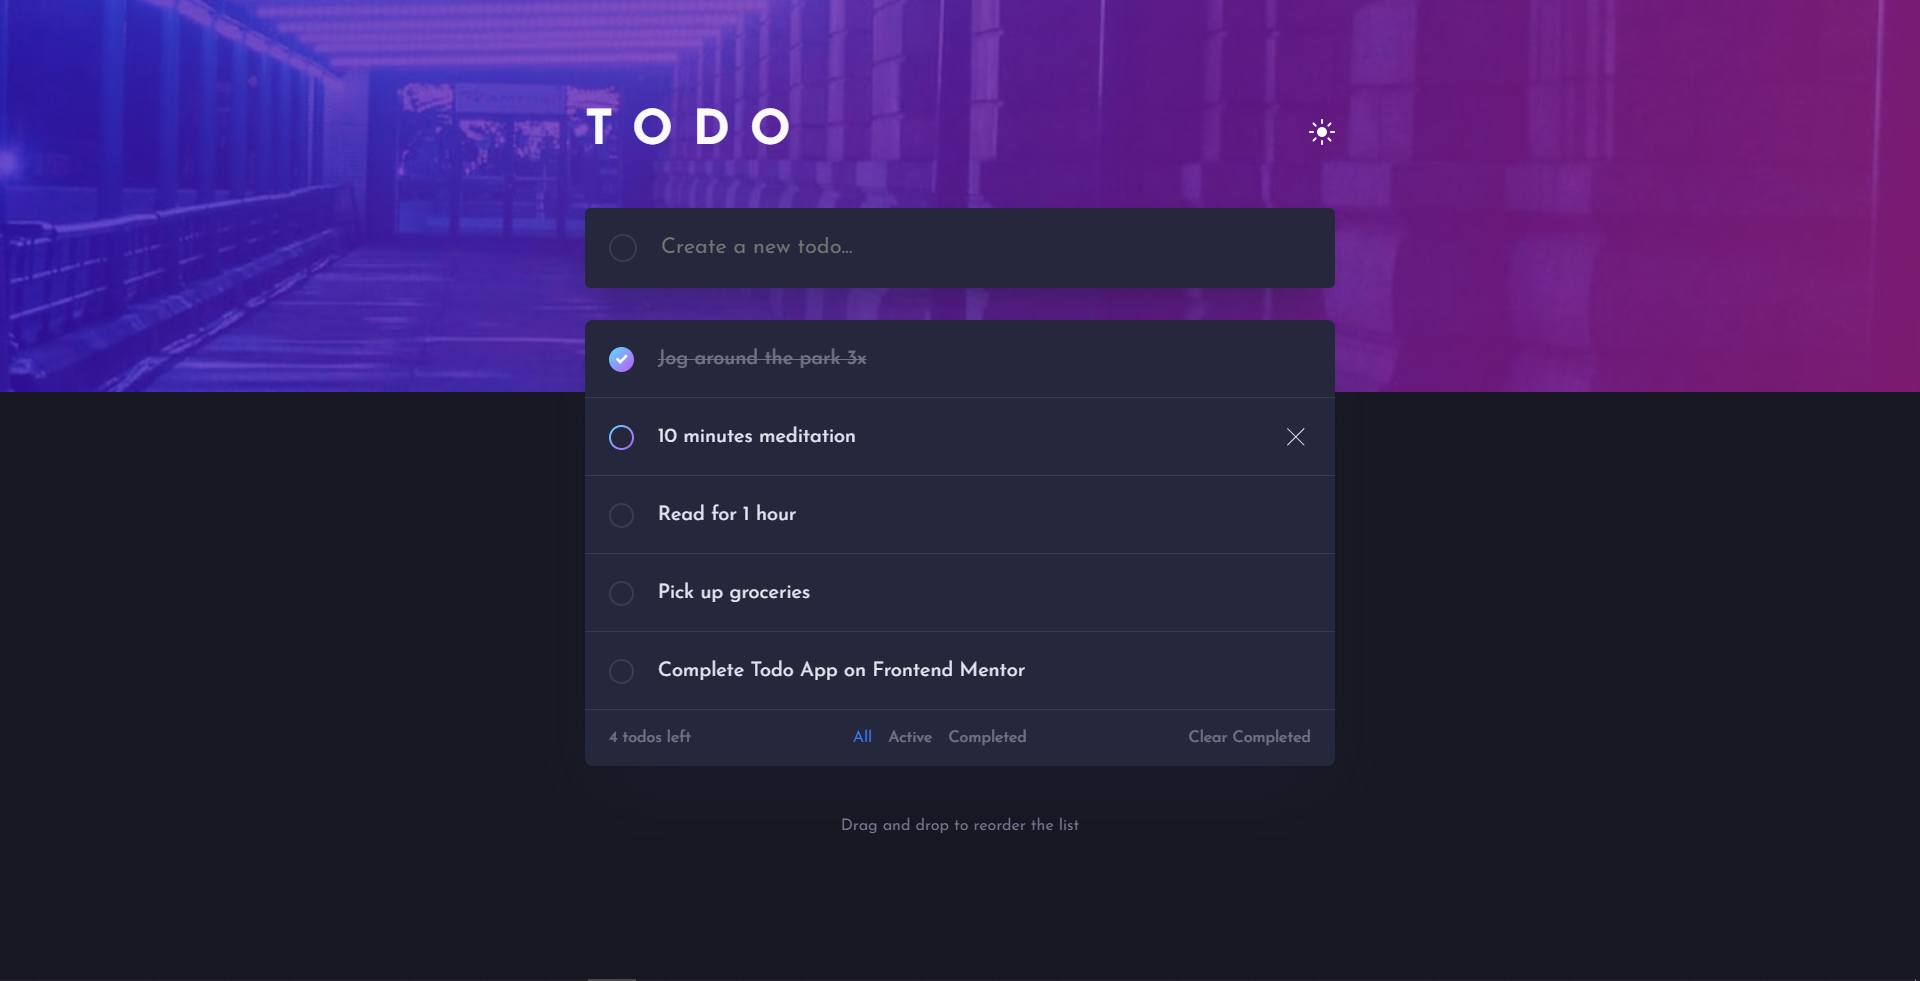 TODO
Create a new todo...
Jog around the park 3x
10 minutes meditation
Read for 1 hour
Pick up groceries
Complete Todo App on Frontend Mentor
4 todos left All Active Completed Clear Completed
Drag and drop to reorder the list